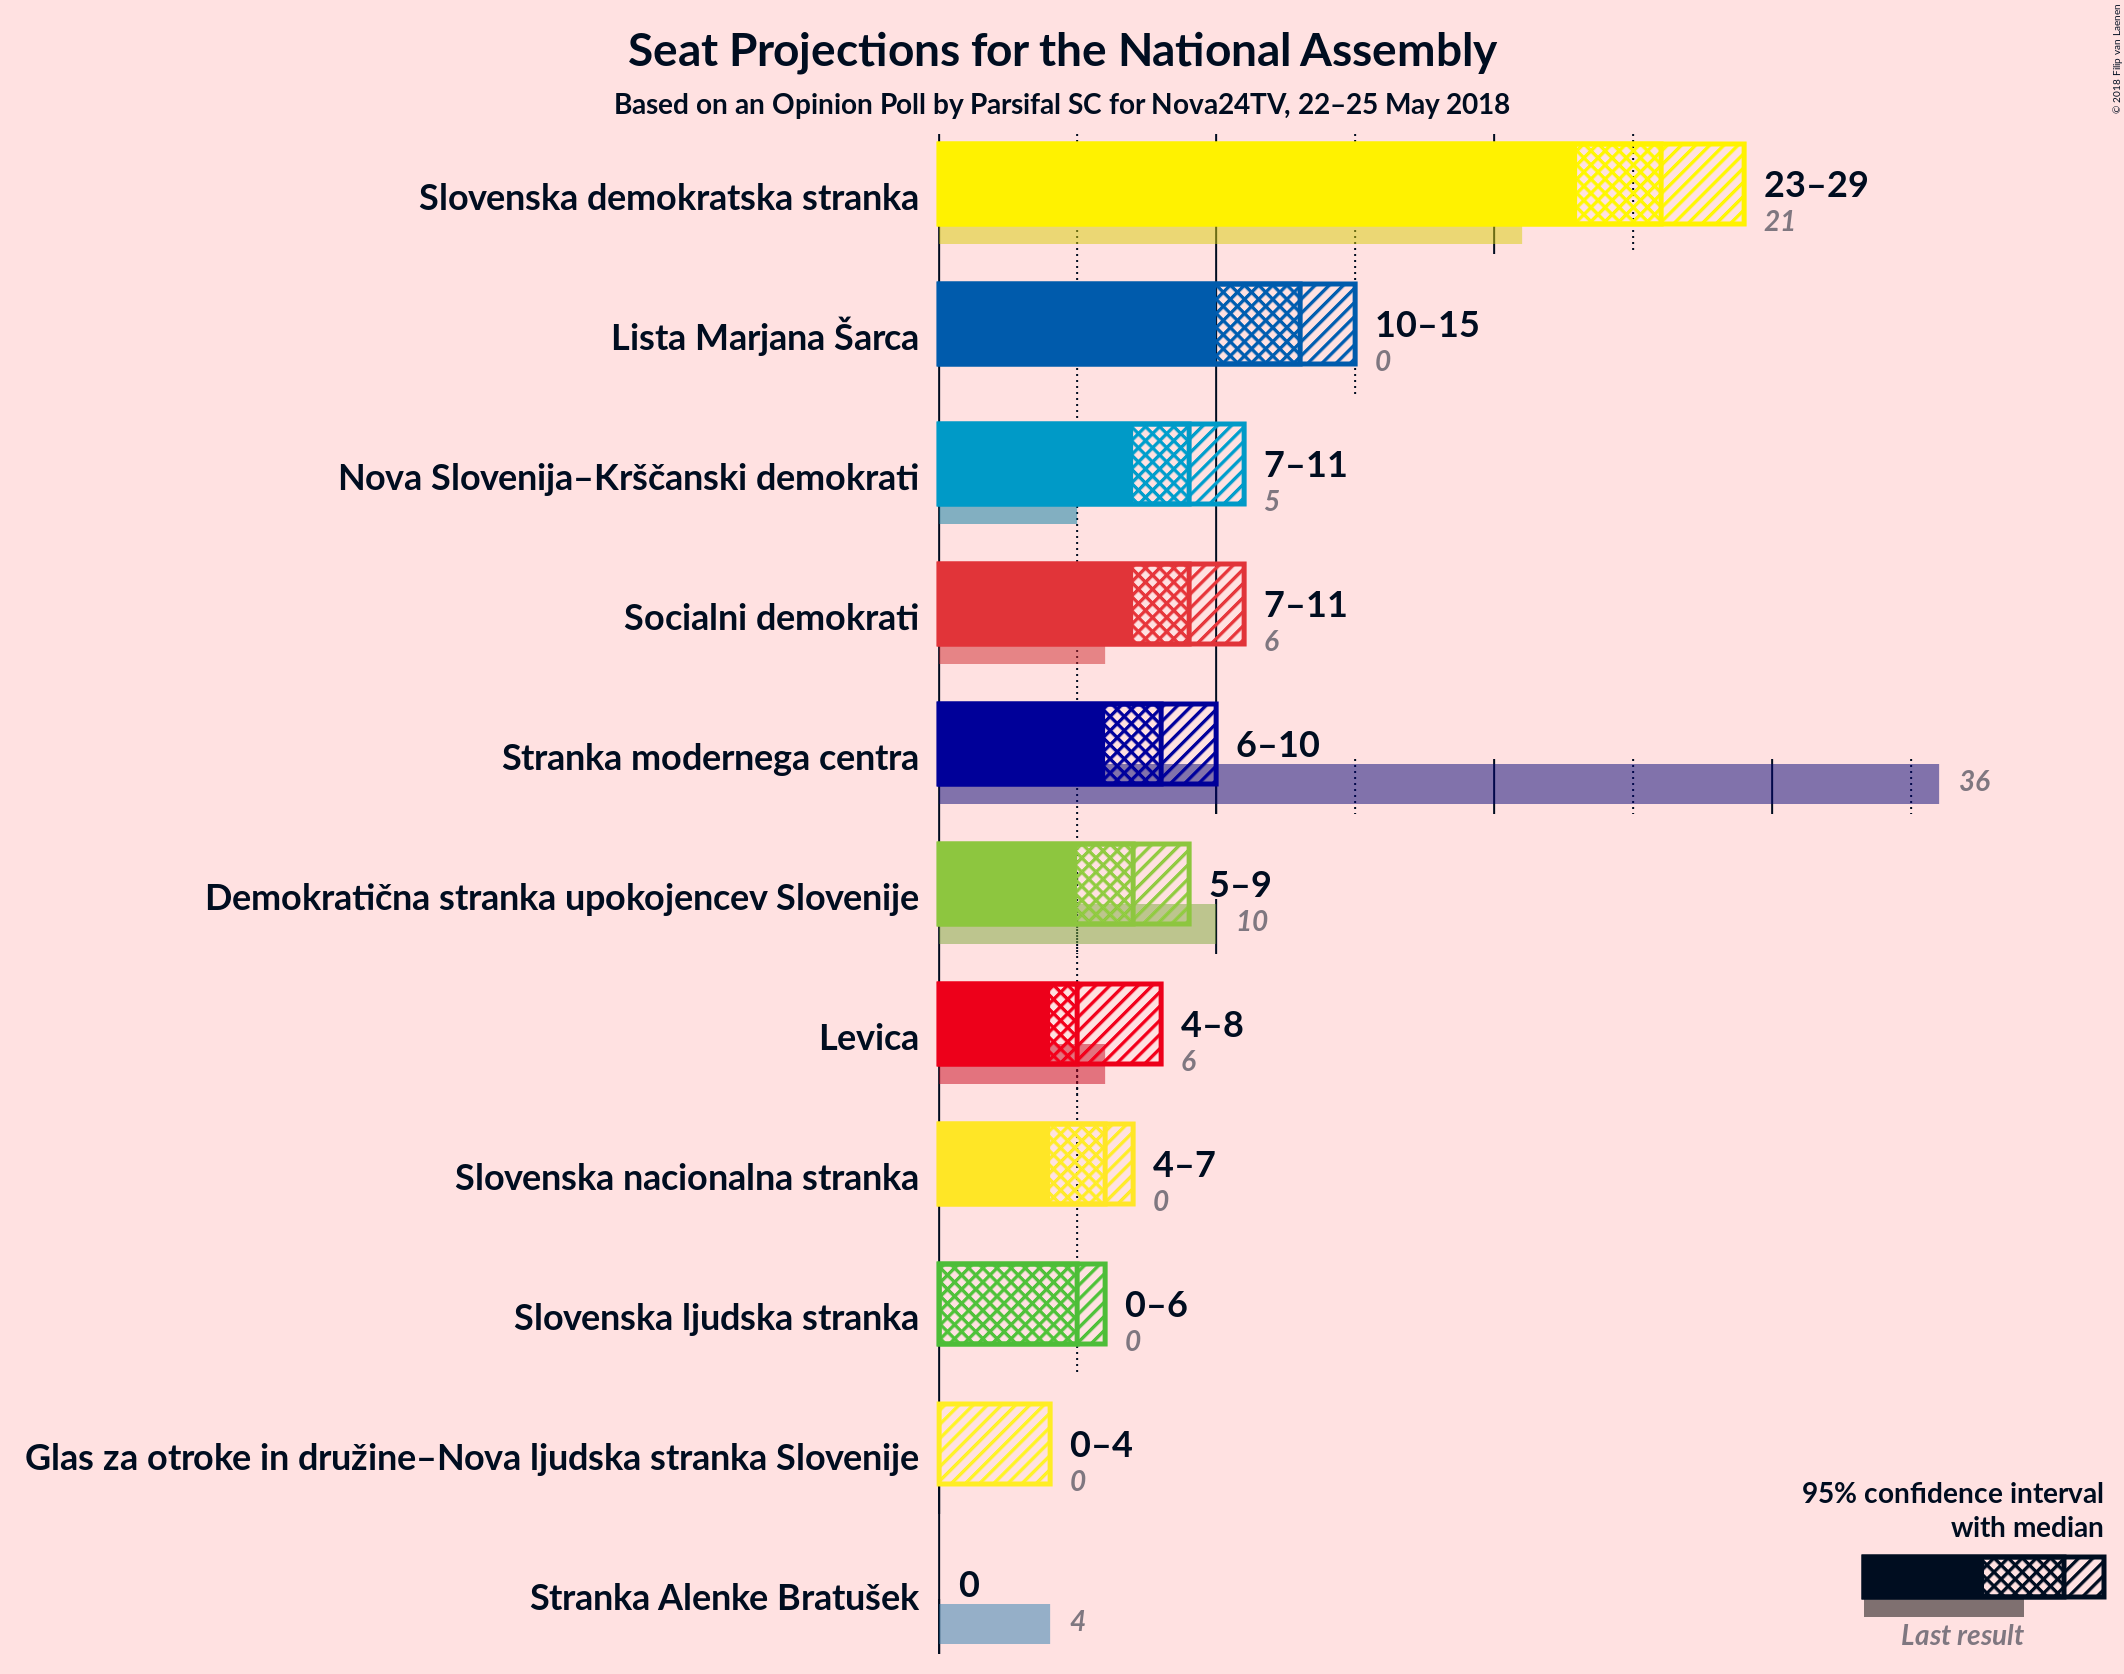 © 2018 Filip van Laenen
Seat Projections for the National Assembly
Based on an Opinion Poll by Parsifal SC for Nova24TV, 22–25 May 2018
Slovenska demokratska stranka
23–29
21
Lista Marjana Šarca
10–15
0
Nova Slovenija–Krščanski demokrati
7–11
5
Socialni demokrati
7–11
6
Stranka modernega centra
6–10
36
Demokratična stranka upokojencev Slovenije
5–9
10
Levica
4–8
6
Slovenska nacionalna stranka
4–7
0
Slovenska ljudska stranka
0–6
0
Glas za otroke in družine–Nova ljudska stranka Slovenije
0–4
0
Stranka Alenke Bratušek
0
4
95% confidence interval
with median
Last result